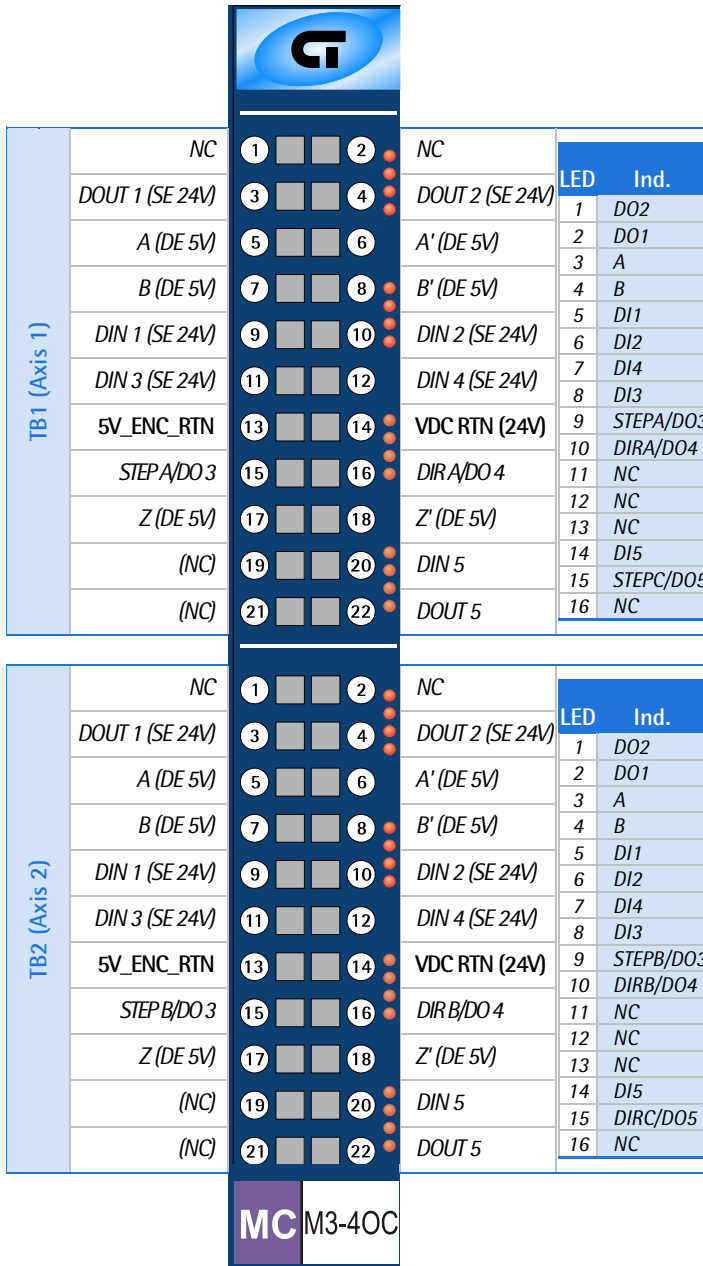 CT
TB1 (Axis 1)
NC 1 2 NC
DOUT 1 (SE 24V) 3 4 DOUT 2 (SE 24V)
A (DE 5V) 5 6 A' (DE 5V)
B (DE 5V) 7 8 B' (DE 5V)
DIN 1 (SE 24V) 9 10 DIN 2 (SE 24V)
DIN 3 (SE 24V) 11 12 DIN 4 (SE 24V)
5V_ENC_RTN 13 14 VDC RTN (24V)
STEP A/DO 3 15 16 DIR A/DO 4
Z (DE 5V) 17 18 Z' (DE 5V)
(NC) 19 20 DIN 5
(NC) 21 22 DOUT 5
LED Ind.
1 DO2
2 DO1
3 A
4 B
5 DI1
6 DI2
7 DI4
8 DI3
9 STEPA/DO3
10 DIRA/DO4
11 NC
12 NC
13 NC
14 DI5
15 STEPC/DO5
16 NC
TB2 (Axis 2)
NC 1 2 NC
DOUT 1 (SE 24V) 3 4 DOUT 2 (SE 24V)
A (DE 5V) 5 6 A' (DE 5V)
B (DE 5V) 7 8 B' (DE 5V)
DIN 1 (SE 24V) 9 10 DIN 2 (SE 24V)
DIN 3 (SE 24V) 11 12 DIN 4 (SE 24V)
5V_ENC_RTN 13 14 VDC RTN (24V)
STEP B/DO 3 15 16 DIR B/DO 4
Z (DE 5V) 17 18 Z' (DE 5V)
(NC) 19 20 DIN 5
(NC) 21 22 DOUT 5
LED Ind.
1 DO2
2 DO1
3 A
4 B
5 DI1
6 DI2
7 DI4
8 DI3
9 STEPB/DO3
10 DIRB/DO4
11 NC
12 NC
13 NC
14 DI5
15 DIRC/DO5
16 NC
MC M3-4OC